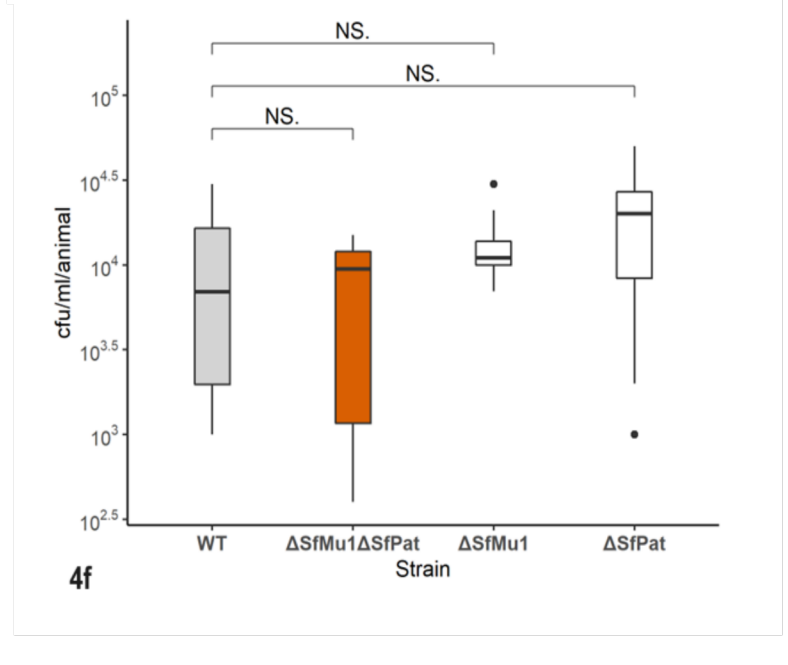 NS.
NS.
NS.
10^5
10^4.5
10^4
10^3.5
10^3
10^2.5
cfu/ml/animal
WT ΔSfMu1ΔSfPat ΔSfMu1 ΔSfPat
Strain
4f